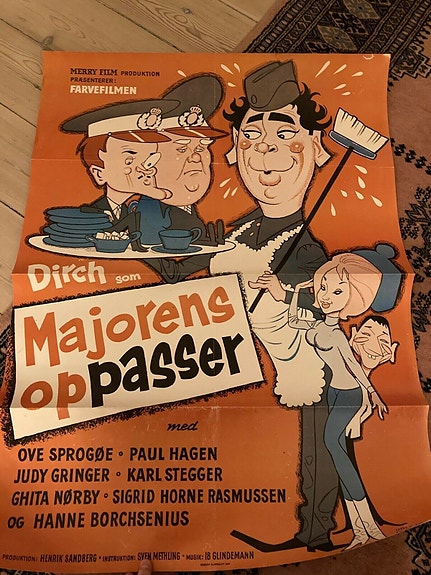 MERRY FILM PRODUKTION
PRÆSENTERER:
FARVEFILMEN
Dirch som
Majorens
oppasser
med
OVE SPROGØE ∘ PAUL HAGEN
JUDY GRINGER ∘ KARL STEGGER
GHITA NØRBY ∘ SIGRID HORNE RASMUSSEN
OG HANNE BORCHSENIUS
PRODUKTION: HENRIK SANDBERG ∘ INSTRUKTION: SVEN METHLING ∘ MUSIK: IB GLINDEMANN